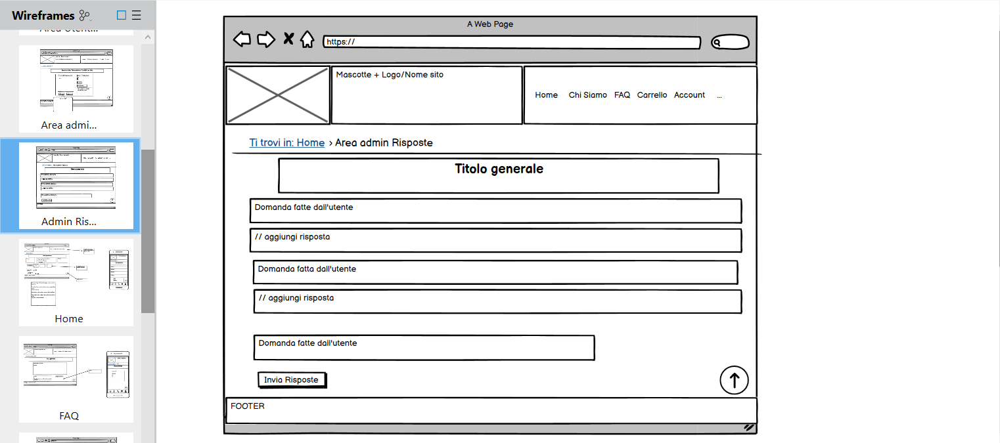 Wireframes
Area Utent...
Area admi...
Admin Ris...
Home
FAQ
A Web Page
https://
Mascotte + Logo/Nome sito
Home Chi Siamo FAQ Carrello Account ...
Ti trovi in: Home › Area admin Risposte
Titolo generale
Domanda fatte dall'utente
// aggiungi risposta
Domanda fatta dall'utente
// aggiungi risposta
Domanda fatte dall'utente
Invia Risposte
FOOTER